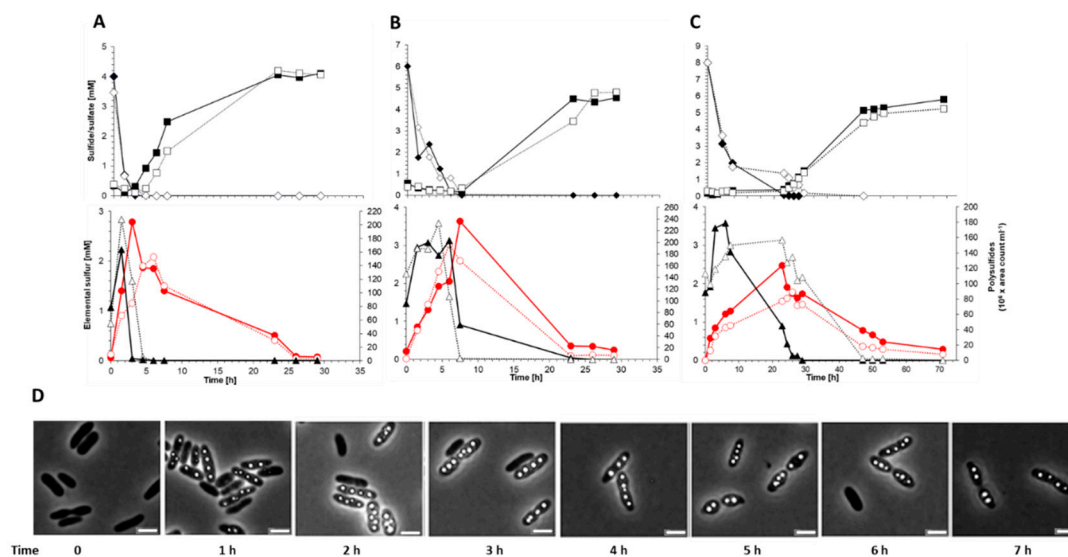 A B C
Sulfide/sulfate [mM]
5 4 3 2 1 0
7 6 5 4 3 2 1 0
9 8 7 6 5 4 3 2 1 0
Elemental sulfur [mM]
3 2 1 0
220 200 180 160 140 120 100 80 60 40 20 0
4 3 2 1 0
260 240 220 200 180 160 140 120 100 80 60 40 20 0
4 3 2 1 0
200 180 160 140 120 100 80 60 40 20 0
Polysulfides
(10⁶ x area count ml⁻¹)
0 5 10 15 20 25 30 35
Time [h]
0 5 10 15 20 25 30 35
Time [h]
0 10 20 30 40 50 60 70
Time [h]
D
Time 0 1 h 2 h 3 h 4 h 5 h 6 h 7 h